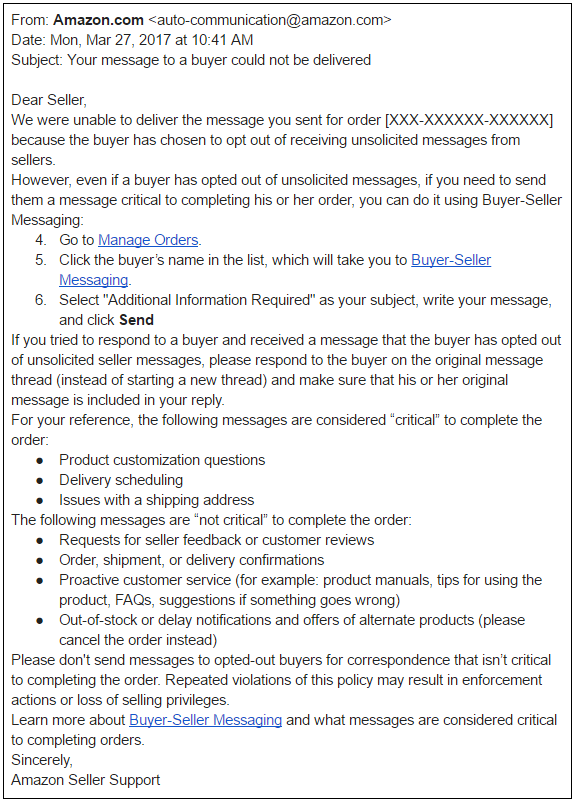 From: Amazon.com <auto-communication@amazon.com>
Date: Mon, Mar 27, 2017 at 10:41 AM
Subject: Your message to a buyer could not be delivered
Dear Seller,
We were unable to deliver the message you sent for order [XXX-XXXXXX-XXXXXX]
because the buyer has chosen to opt out of receiving unsolicited messages from
sellers.
However, even if a buyer has opted out of unsolicited messages, if you need to send
them a message critical to completing his or her order, you can do it using Buyer-Seller
Messaging:
4. Go to Manage Orders.
5. Click the buyer’s name in the list, which will take you to Buyer-Seller
Messaging.
6. Select "Additional Information Required" as your subject, write your message,
and click Send
If you tried to respond to a buyer and received a message that the buyer has opted out
of unsolicited seller messages, please respond to the buyer on the original message
thread (instead of starting a new thread) and make sure that his or her original
message is included in your reply.
For your reference, the following messages are considered “critical” to complete the
order:
● Product customization questions
● Delivery scheduling
● Issues with a shipping address
The following messages are “not critical” to complete the order:
● Requests for seller feedback or customer reviews
● Order, shipment, or delivery confirmations
● Proactive customer service (for example: product manuals, tips for using the
product, FAQs, suggestions if something goes wrong)
● Out-of-stock or delay notifications and offers of alternate products (please
cancel the order instead)
Please don't send messages to opted-out buyers for correspondence that isn’t critical
to completing the order. Repeated violations of this policy may result in enforcement
actions or loss of selling privileges.
Learn more about Buyer-Seller Messaging and what messages are considered critical
to completing orders.
Sincerely,
Amazon Seller Support